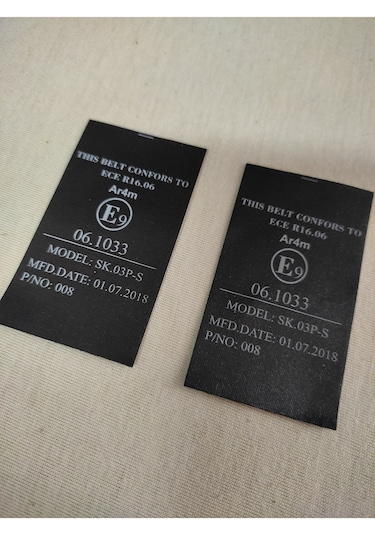 THIS BELT CONFORS TO
ECE R16.06
Ar4m
E9
06.1033
MODEL: SK.03P-S
MFD.DATE: 01.07.2018
P/NO: 008
THIS BELT CONFORS TO
ECE R16.06
Ar4m
E9
06.1033
MODEL: SK.03P-S
MFD.DATE: 01.07.2018
P/NO: 008